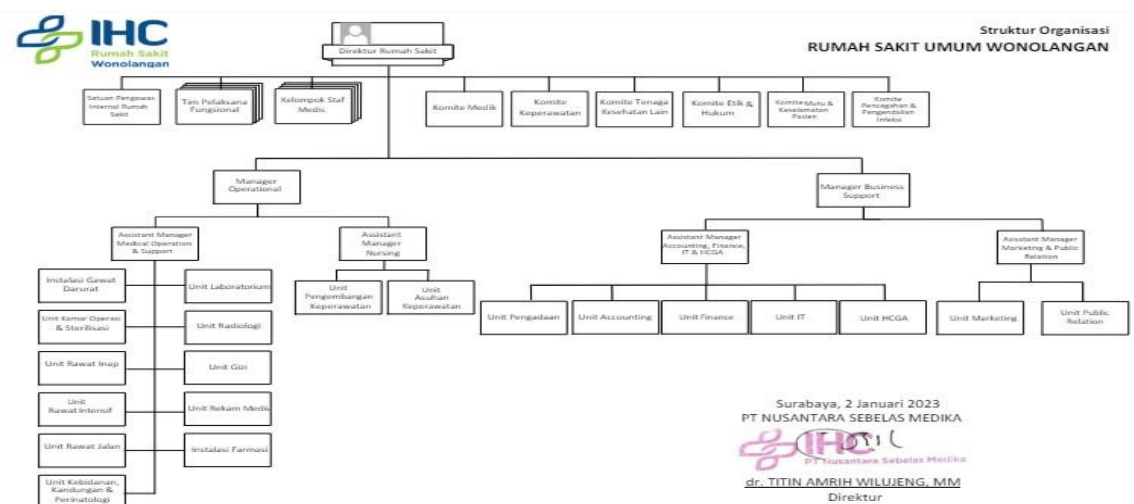 IHC
Rumah Sakit
Wonolangan
Struktur Organisasi
RUMAH SAKIT UMUM WONOLANGAN
Direktur Rumah Sakit
Satuan Pengawas
Internal Rumah
Sakit
Tim Pelaksana
Fungsional
Kelompok Staf
Medis
Komite Medik
Komite
Keperawatan
Komite Tenaga
Kesehatan Lain
Komite Etik &
Hukum
Komite Mutu &
Keselamatan
Pasien
Komite
Pencegahan &
Pengendalian
Infeksi
Manager
Operational
Manager Business
Support
Assistant Manager
Medical Operation
& Support
Assistant
Manager
Nursing
Assistant Manager
Accounting, Finance,
IT & HCGA
Assistant Manager
Marketing & Public
Relation
Instalasi Gawat
Darurat
Unit Laboratorium
Unit Pengembangan
Keperawatan
Unit
Asuhan
Keperawatan
Unit Pengadaan
Unit Accounting
Unit Finance
Unit IT
Unit HCGA
Unit Marketing
Unit Public
Relation
Unit Kamar Operasi
& Sterilisasi
Unit Radiologi
Unit Rawat Inap
Unit Gizi
Unit
Rawat Intensif
Unit Rekam Medis
Unit Rawat Jalan
Instalasi Farmasi
Unit Kebidanan,
Kandungan &
Perinatologi
Surabaya, 2 Januari 2023
PT NUSANTARA SEBELAS MEDIKA
IHC
PT Nusantara Sebelas Medika
dr. TITIN AMRIH WILUJENG, MM
Direktur